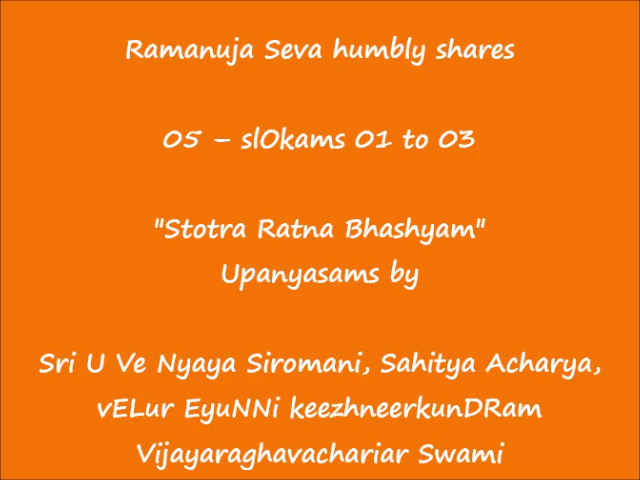 Ramanuja Seva humbly shares
05 – slOkams 01 to 03
"Stotra Ratna Bhashyam"
Upanyasams by
Sri U Ve Nyaya Siromani, Sahitya Acharya,
vELur EyuNNi keezhneerkunDRam
Vijayaraghavachariar Swami